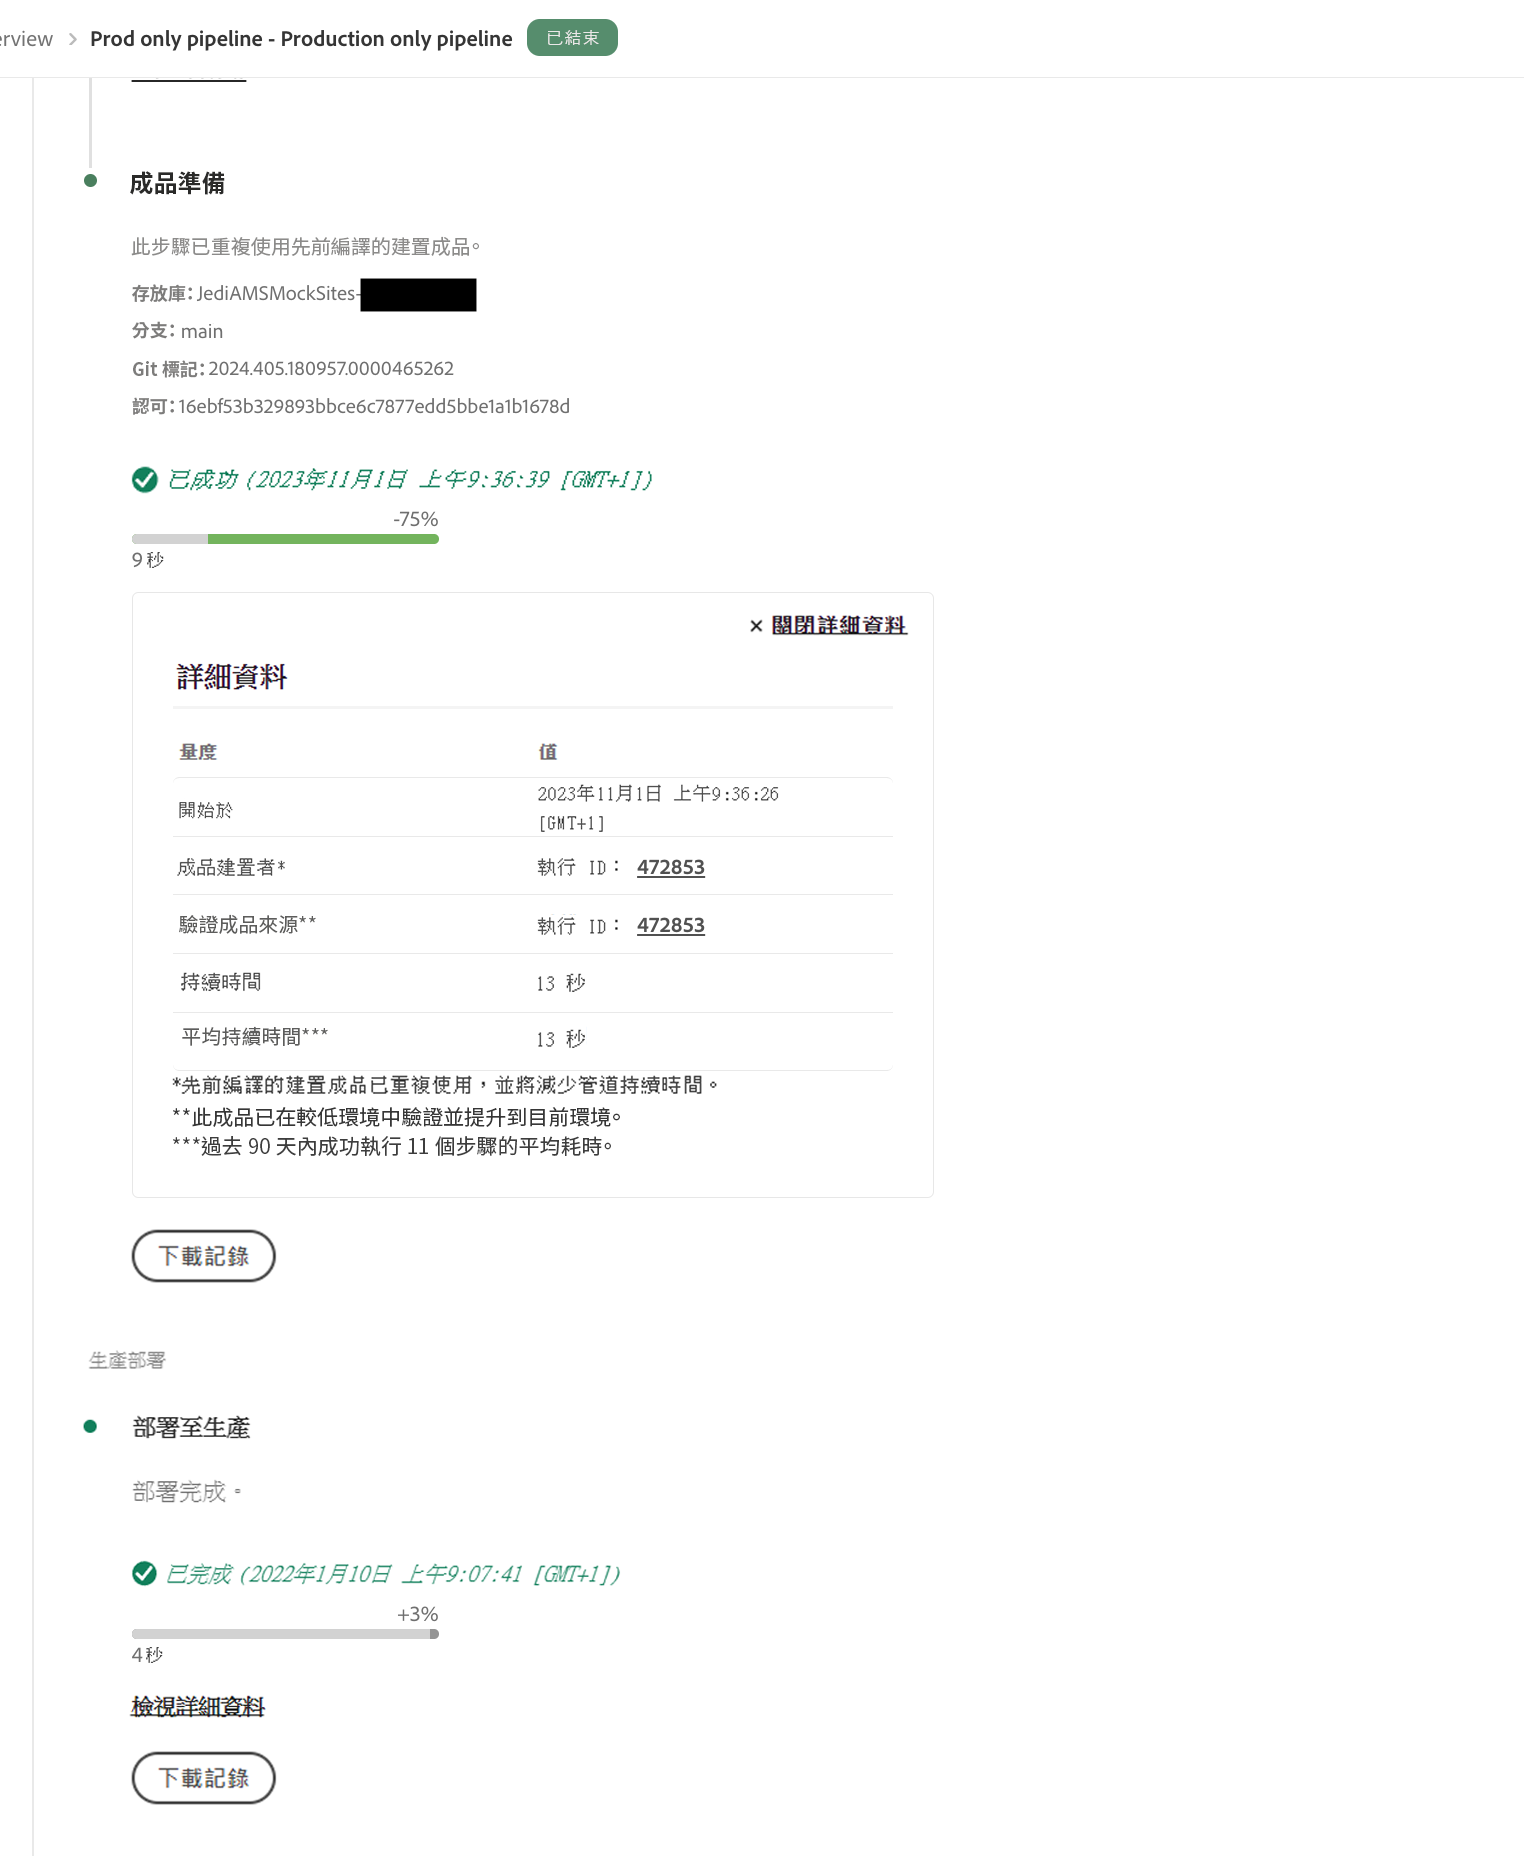 erview > Prod only pipeline - Production only pipeline 已結束
成品準備
此步驟已重複使用先前編譯的建置成品。
存放庫：JediAMSMockSites-
分支：main
Git 標記：2024.405.180957.0000465262
認可：16ebf53b329893bbce6c7877edd5bbe1a1b1678d
已成功 (2023年11月1日 上午9:36:39 [GMT+1])
-75%
9 秒
× 關閉詳細資料
詳細資料
量度 值
開始於 2023年11月1日 上午9:36:26
[GMT+1]
成品建置者* 執行 ID： 472853
驗證成品來源** 執行 ID： 472853
持續時間 13 秒
平均持續時間*** 13 秒
*先前編譯的建置成品已重複使用，並將減少管道持續時間。
**此成品已在較低環境中驗證並提升到目前環境。
***過去 90 天內成功執行 11 個步驟的平均耗時。
下載記錄
生產部署
部署至生產
部署完成。
已完成 (2022年1月10日 上午9:07:41 [GMT+1])
+3%
4 秒
檢視詳細資料
下載記錄